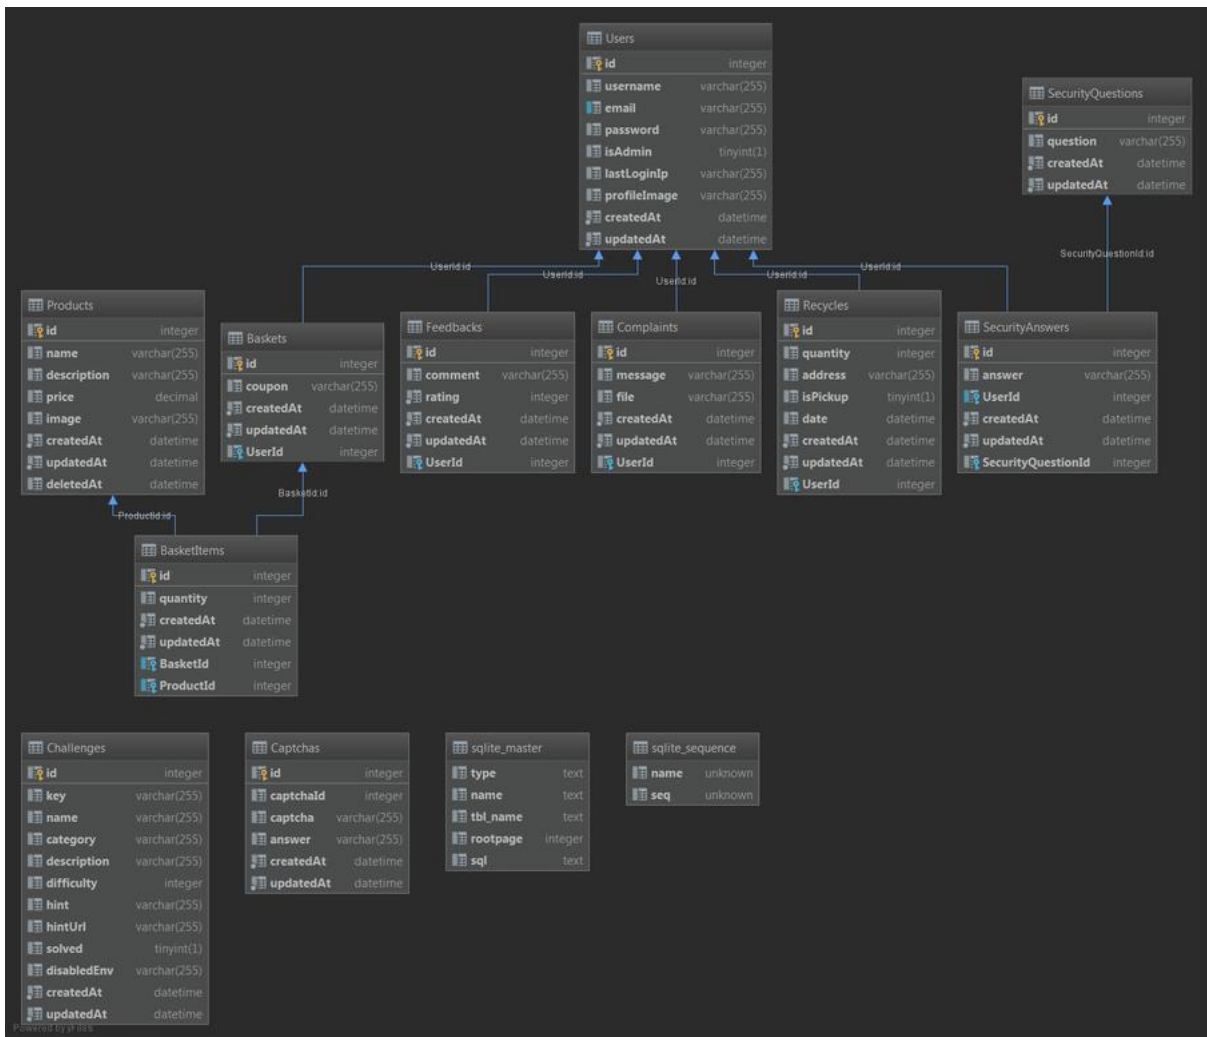 Users
id integer
username varchar(255)
email varchar(255)
password varchar(255)
isAdmin tinyint(1)
lastLoginIp varchar(255)
profileImage varchar(255)
createdAt datetime
updatedAt datetime
SecurityQuestions
id integer
question varchar(255)
createdAt datetime
updatedAt datetime
UserId:id
UserId:id
UserId:id
UserId:id
UserId:id
SecurityQuestionId:id
Products
id integer
name varchar(255)
description varchar(255)
price decimal
image varchar(255)
createdAt datetime
updatedAt datetime
deletedAt datetime
Baskets
id integer
coupon varchar(255)
createdAt datetime
updatedAt datetime
UserId integer
Feedbacks
id integer
comment varchar(255)
rating integer
createdAt datetime
updatedAt datetime
UserId integer
Complaints
id integer
message varchar(255)
file varchar(255)
createdAt datetime
updatedAt datetime
UserId integer
Recycles
id integer
quantity integer
address varchar(255)
isPickup tinyint(1)
date datetime
createdAt datetime
updatedAt datetime
UserId integer
SecurityAnswers
id integer
answer varchar(255)
UserId integer
createdAt datetime
updatedAt datetime
SecurityQuestionId integer
ProductId:id
BasketId:id
BasketItems
id integer
quantity integer
createdAt datetime
updatedAt datetime
BasketId integer
ProductId integer
Challenges
id integer
key varchar(255)
name varchar(255)
category varchar(255)
description varchar(255)
difficulty integer
hint varchar(255)
hintUrl varchar(255)
solved tinyint(1)
disabledEnv varchar(255)
createdAt datetime
updatedAt datetime
Captchas
id integer
captchaId integer
captcha varchar(255)
answer varchar(255)
createdAt datetime
updatedAt datetime
sqlite_master
type text
name text
tbl_name text
rootpage integer
sql text
sqlite_sequence
name unknown
seq unknown
Powered by yFiles